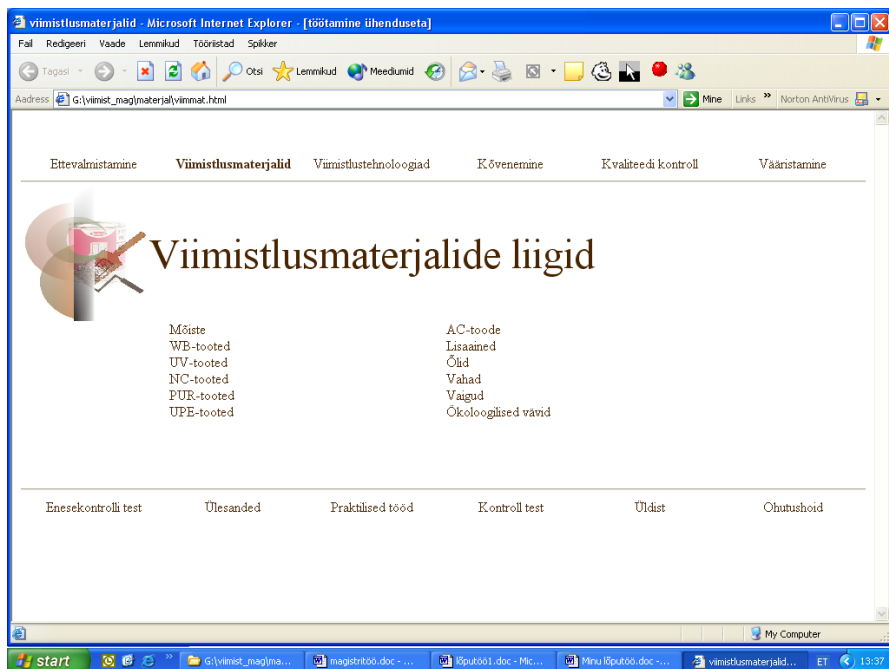 viimistlusmaterjalid - Microsoft Internet Explorer - [töötamine ühenduseta]
Fail Redigeeri Vaade Lemmikud Tööriistad Spikker
Tagasi Otsi Lemmikud Meediumid
Aadress G:\viimist_mag\materjal\viimmat.html Mine Links » Norton AntiVirus
Ettevalmistamine Viimistlusmaterjalid Viimistlustehnoloogiad Kõvenemine Kvaliteedi kontroll Vääristamine
Viimistlusmaterjalide liigid
Mõiste AC-toode
WB-tooted Lisaained
UV-tooted Õlid
NC-tooted Vahad
PUR-tooted Vaigud
UPE-tooted Ökoloogilised vävid
Enesekontrolli test Ülesanded Praktilised tööd Kontroll test Üldist Ohutushoid
My Computer
start » G:\viimist_mag\ma... magistritöö.doc - ... lõputöö1.doc - Mic... Minu lõputöö.doc -... viimistlusmaterjalid... ET 13:37